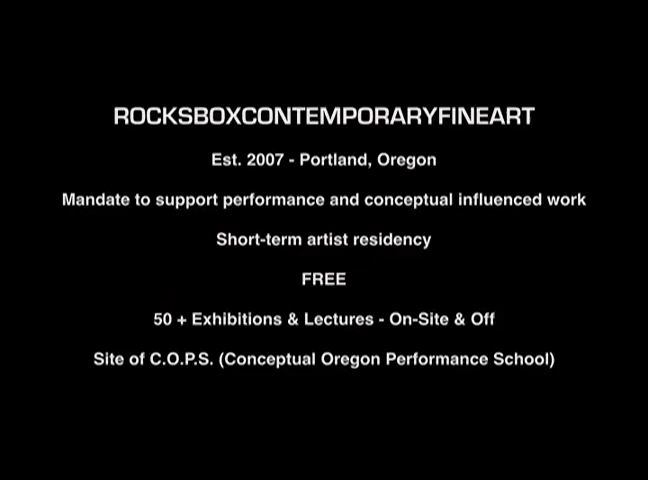 ROCKSBOXCONTEMPORARYFINEART
Est. 2007 - Portland, Oregon
Mandate to support performance and conceptual influenced work
Short-term artist residency
FREE
50 + Exhibitions & Lectures - On-Site & Off
Site of C.O.P.S. (Conceptual Oregon Performance School)